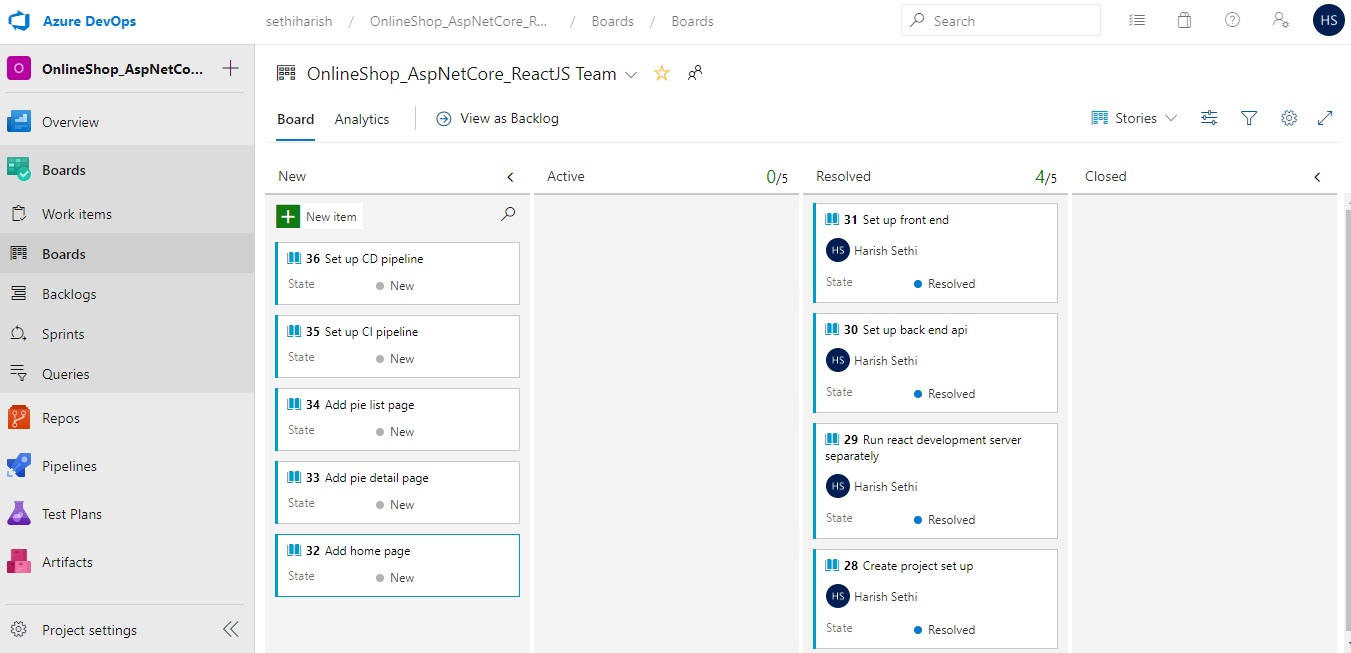 Azure DevOps
sethiharish / OnlineShop_AspNetCore_R... / Boards / Boards
Search
HS
O OnlineShop_AspNetCo...
Overview
Boards
Work items
Boards
Backlogs
Sprints
Queries
Repos
Pipelines
Test Plans
Artifacts
Project settings
OnlineShop_AspNetCore_ReactJS Team
Board Analytics View as Backlog
Stories
New
New item
36 Set up CD pipeline
State New
35 Set up CI pipeline
State New
34 Add pie list page
State New
33 Add pie detail page
State New
32 Add home page
State New
Active 0/5
Resolved 4/5
31 Set up front end
HS Harish Sethi
State Resolved
30 Set up back end api
HS Harish Sethi
State Resolved
29 Run react development server
separately
HS Harish Sethi
State Resolved
28 Create project set up
HS Harish Sethi
State Resolved
Closed